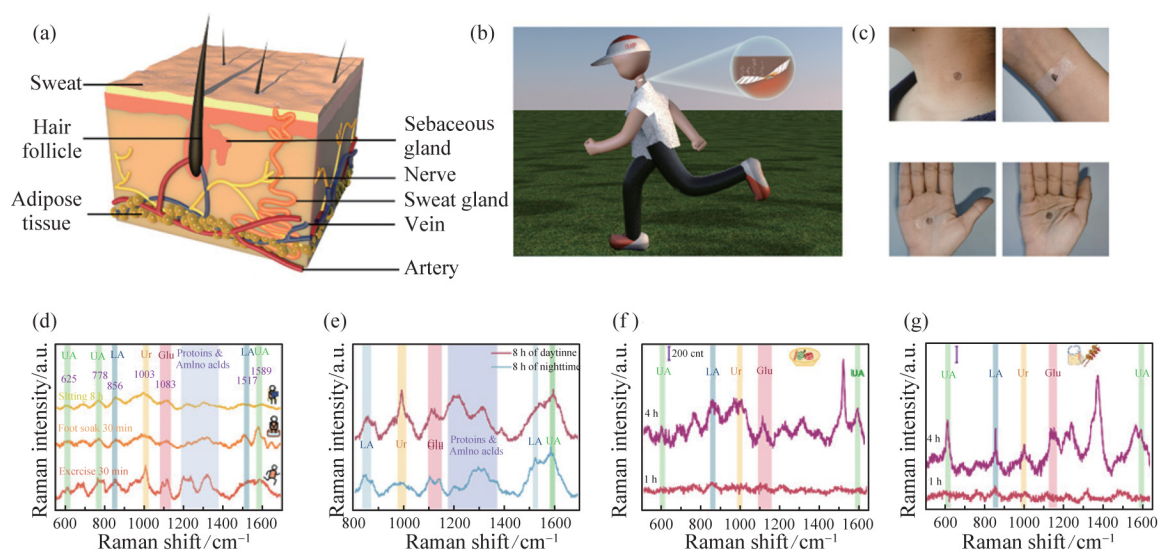 (a)
Sweat
Hair
follicle
Adipose
tissue
Sebaceous
gland
Nerve
Sweat gland
Vein
Artery
(b)
(c)
(d)
UA
UA
LA
Ur
Glu
Proteins &
Amlno acids
LA
UA
625
778
856
1003
1083
1517
1589
Sitting 8 h
Foot soak 30 min
Exercise 30 min
Raman intensity/a.u.
600 800 1000 1200 1400 1600
Raman shift/cm⁻¹
(e)
8 h of daytinne
8 h of nighttime
LA
Ur
Glu
Proteins &
Amlno acids
LA
UA
Raman intensity/a.u.
800 1000 1200 1400 1600
Raman shift/cm⁻¹
(f)
200 cnt
UA
LA
Ur
Glu
UA
4 h
1 h
Raman intensity/a.u.
600 800 1000 1200 1400 1600
Raman shift/cm⁻¹
(g)
UA
LA
Ur
Glu
UA
4 h
1 h
Raman intensity/a.u.
600 800 1000 1200 1400 1600
Raman shift/cm⁻¹